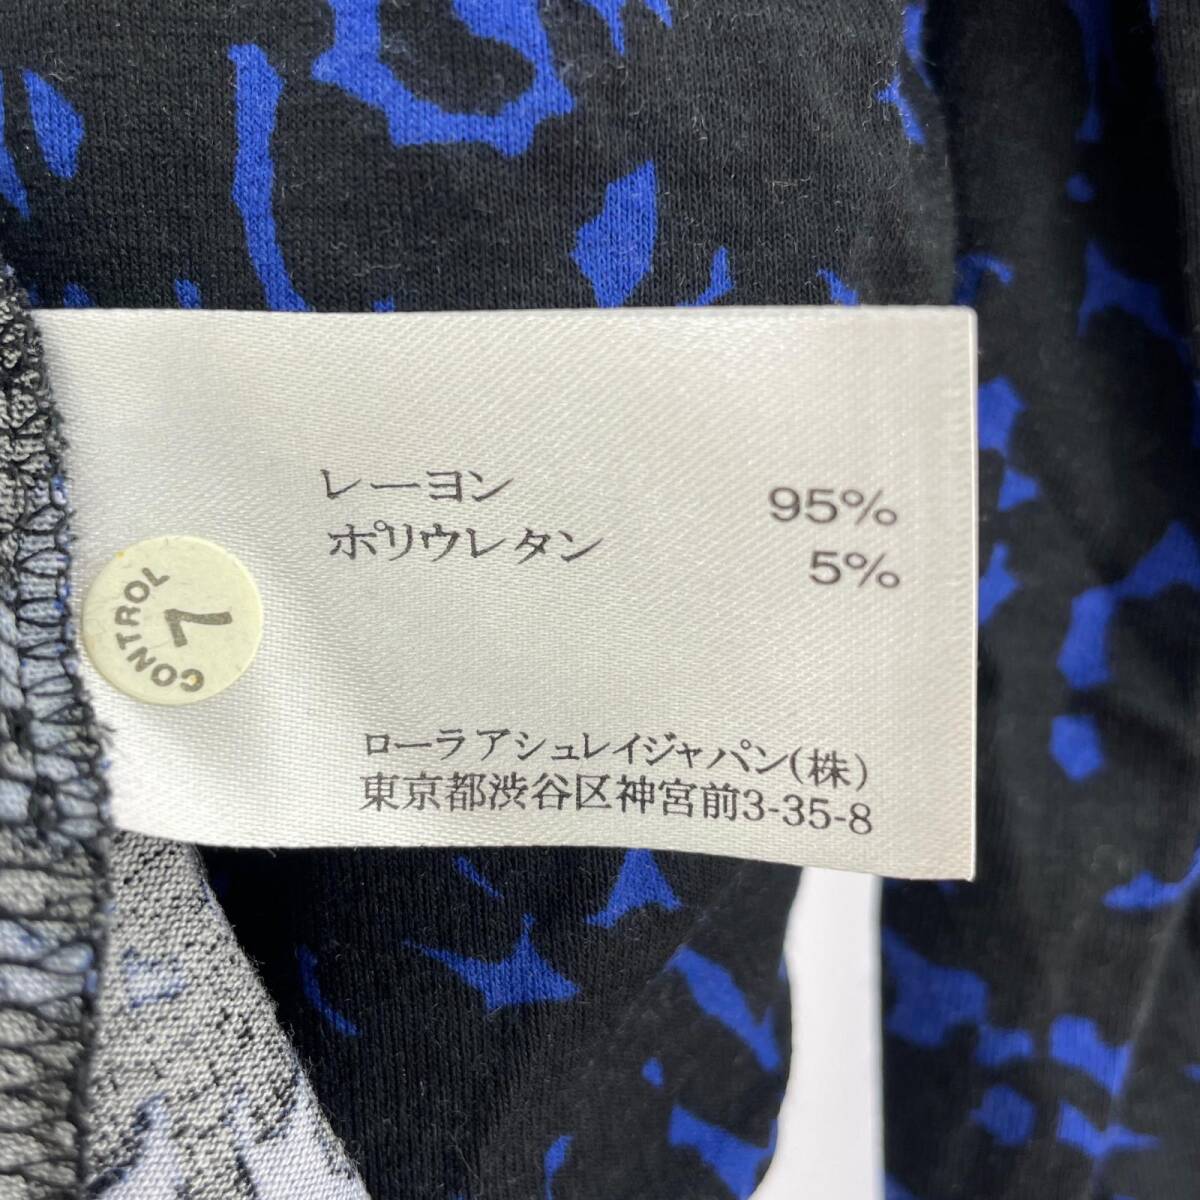 レーヨン 95%
ポリウレタン 5%
CONTROL
7
ローラアシュレイジャパン(株)
東京都渋谷区神宮前3-35-8